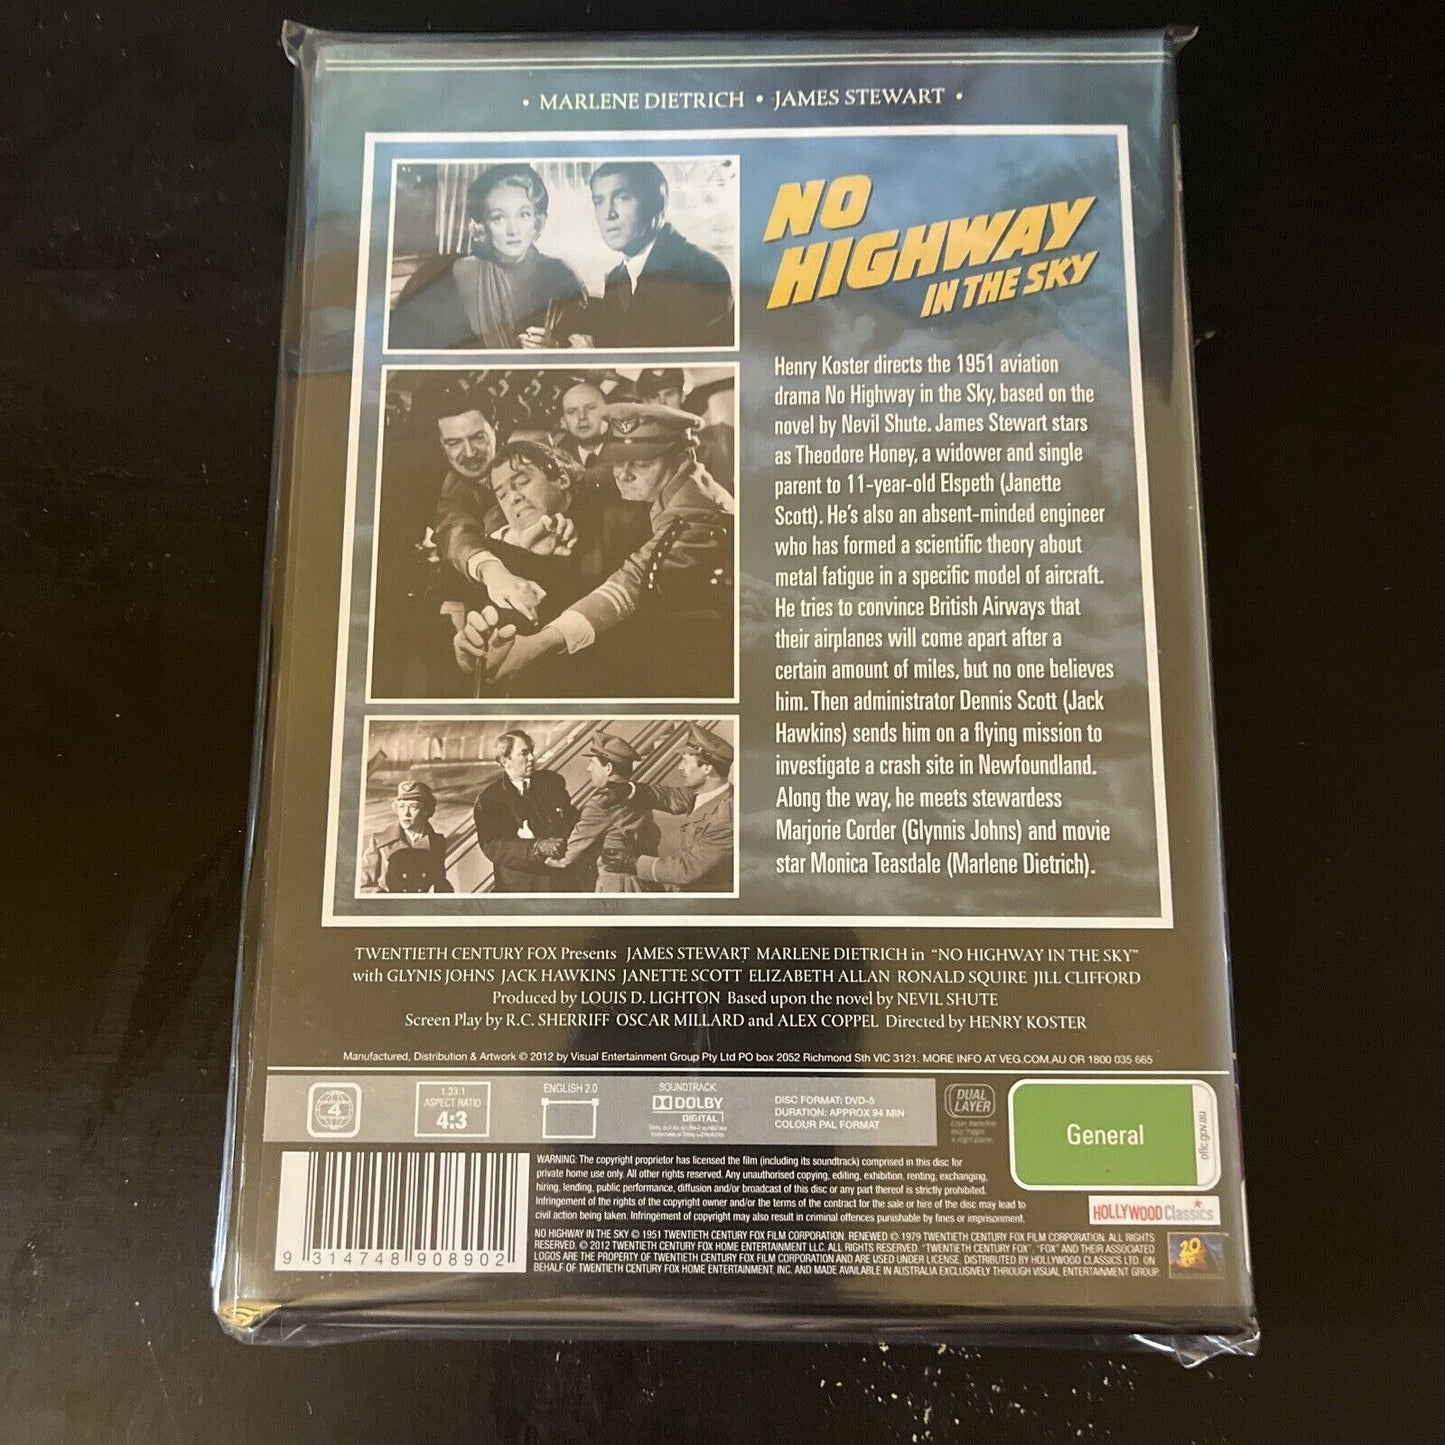 • MARLENE DIETRICH • JAMES STEWART •
NO
HIGHWAY
IN THE SKY
Henry Koster directs the 1951 aviation
drama No Highway in the Sky, based on the
novel by Nevil Shute. James Stewart stars
as Theodore Honey, a widower and single
parent to 11-year-old Elspeth (Janette
Scott). He's also an absent-minded engineer
who has formed a scientific theory about
metal fatigue in a specific model of aircraft.
He tries to convince British Airways that
their airplanes will come apart after a
certain amount of miles, but no one believes
him. Then administrator Dennis Scott (Jack
Hawkins) sends him on a flying mission to
investigate a crash site in Newfoundland.
Along the way, he meets stewardess
Marjorie Corder (Glynnis Johns) and movie
star Monica Teasdale (Marlene Dietrich).
TWENTIETH CENTURY FOX Presents JAMES STEWART MARLENE DIETRICH in "NO HIGHWAY IN THE SKY"
with GLYNIS JOHNS JACK HAWKINS JANETTE SCOTT ELIZABETH ALLAN RONALD SQUIRE JILL CLIFFORD
Produced by LOUIS D. LIGHTON Based upon the novel by NEVIL SHUTE
Screen Play by R.C. SHERRIFF OSCAR MILLARD and ALEX COPPEL Directed by HENRY KOSTER
Manufactured, Distribution & Artwork © 2012 by Visual Entertainment Group Pty Ltd PO box 2052 Richmond Sth VIC 3121. MORE INFO AT VEG.COM.AU OR 1800 035 665
4
1.33:1
ASPECT RATIO
4:3
ENGLISH 2.0
SOUNDTRACK
DOLBY
DIGITAL
DISC FORMAT: DVD-5
DURATION: APPROX 94 MIN
COLOUR PAL FORMAT
DUAL
LAYER
General
oflc.gov.au
WARNING: The copyright proprietor has licensed the film (including its soundtrack) comprised in this disc for
private home use only. All other rights reserved. Any unauthorised copying, editing, exhibition, renting, exchanging,
hiring, lending, public performance, diffusion and/or broadcast of this disc or any part thereof is strictly prohibited.
Infringement of the rights of the copyright owner and/or the terms of the contract for the sale or hire of the disc may lead to
civil action being taken. Infringement of copyright may also result in criminal offences punishable by fines or imprisonment.
HOLLYWOOD Classics
NO HIGHWAY IN THE SKY © 1951 TWENTIETH CENTURY FOX FILM CORPORATION. RENEWED © 1979 TWENTIETH CENTURY FOX FILM CORPORATION. ALL RIGHTS
RESERVED. © 2012 TWENTIETH CENTURY FOX HOME ENTERTAINMENT LLC. ALL RIGHTS RESERVED. "TWENTIETH CENTURY FOX", "FOX" AND THEIR ASSOCIATED
LOGOS ARE THE PROPERTY OF TWENTIETH CENTURY FOX FILM CORPORATION AND ARE USED UNDER LICENSE. DISTRIBUTED BY HOLLYWOOD CLASSICS LTD. ON
BEHALF OF TWENTIETH CENTURY FOX HOME ENTERTAINMENT, INC. AND MADE AVAILABLE IN AUSTRALIA EXCLUSIVELY THROUGH VISUAL ENTERTAINMENT GROUP.
9 314748 908902